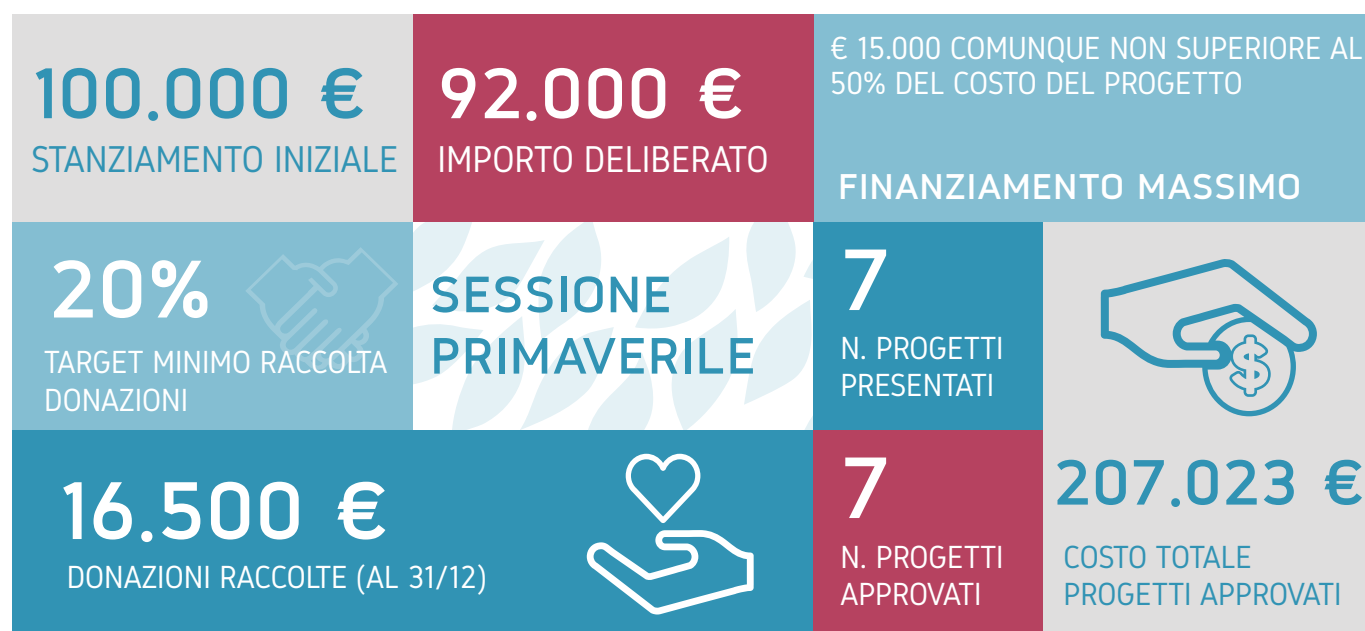 100.000 €
STANZIAMENTO INIZIALE
92.000 €
IMPORTO DELIBERATO
€ 15.000 COMUNQUE NON SUPERIORE AL
50% DEL COSTO DEL PROGETTO
FINANZIAMENTO MASSIMO
20%
TARGET MINIMO RACCOLTA
DONAZIONI
SESSIONE
PRIMAVERILE
7
N. PROGETTI
PRESENTATI
16.500 €
DONAZIONI RACCOLTE (AL 31/12)
7
N. PROGETTI
APPROVATI
$
207.023 €
COSTO TOTALE
PROGETTI APPROVATI